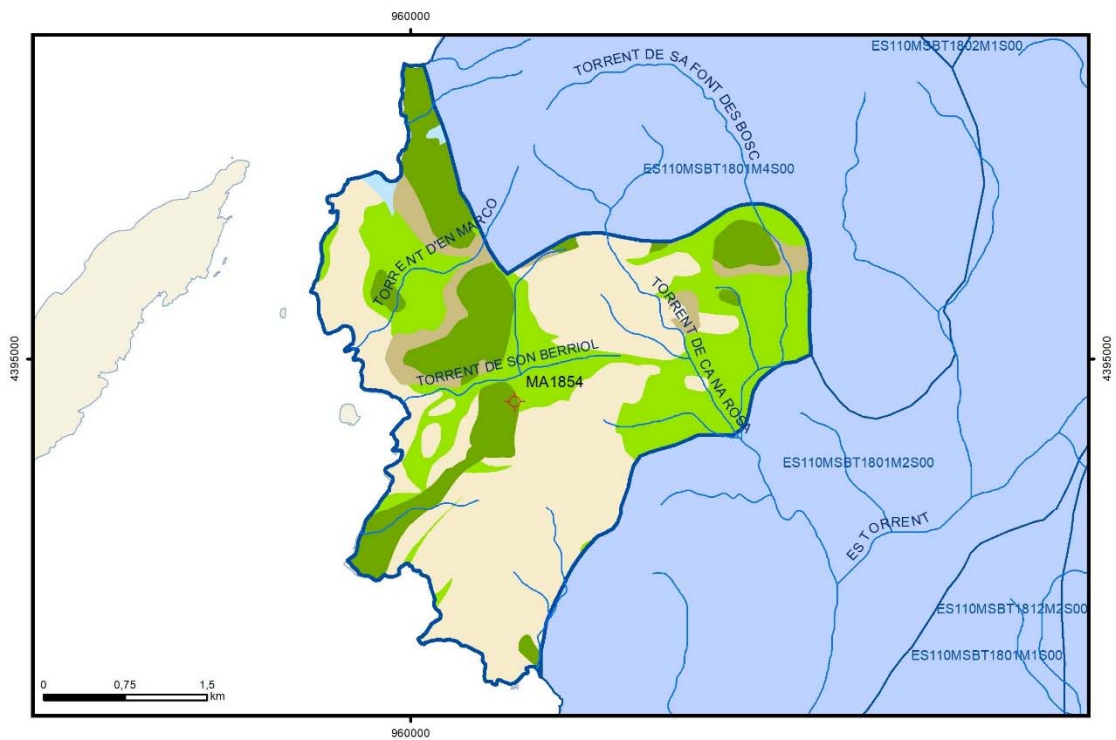 960000
ES110MSBT1802M1S00
TORRENT DE SA FONT DES BOSC
ES110MSBT1801M4S00
TORRENT D'EN MARCO
TORRENT DE CA NA ROSA
4395000
4395000
TORRENT DE SON BERRIOL
MA1854
ES110MSBT1801M2S00
ES TORRENT
ES110MSBT1812M2S00
ES110MSBT1801M1S00
0 0,75 1,5
km
960000